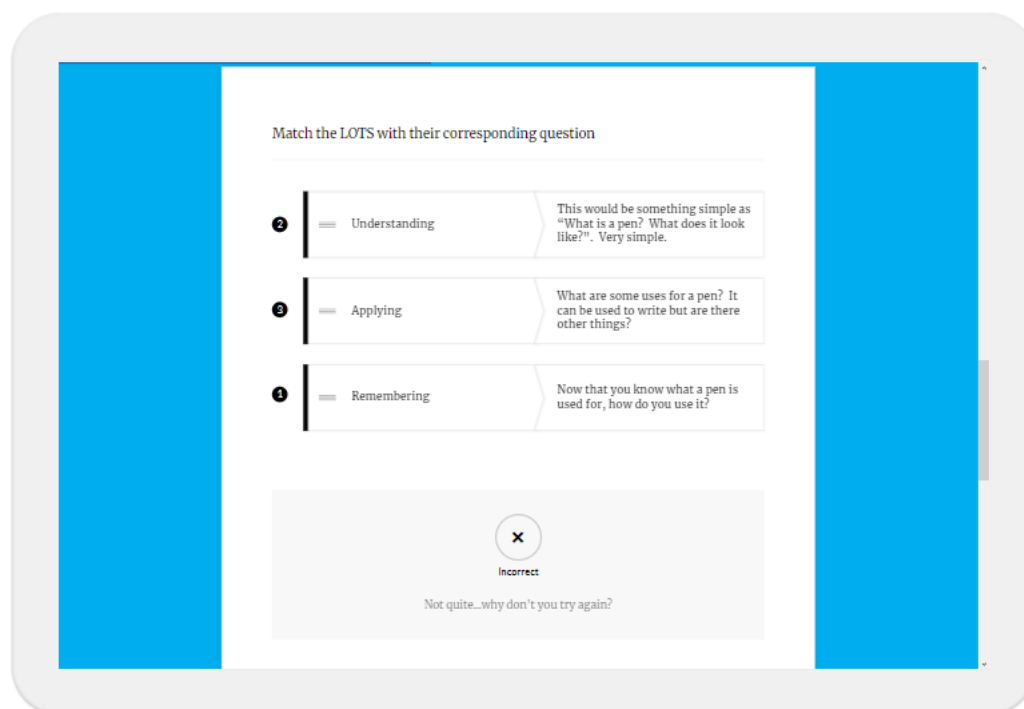 Match the LOTS with their corresponding question
2
Understanding
This would be something simple as
“What is a pen?  What does it look
like?”.  Very simple.
3
Applying
What are some uses for a pen?  It
can be used to write but are there
other things?
1
Remembering
Now that you know what a pen is
used for, how do you use it?
Incorrect
Not quite...why don't you try again?